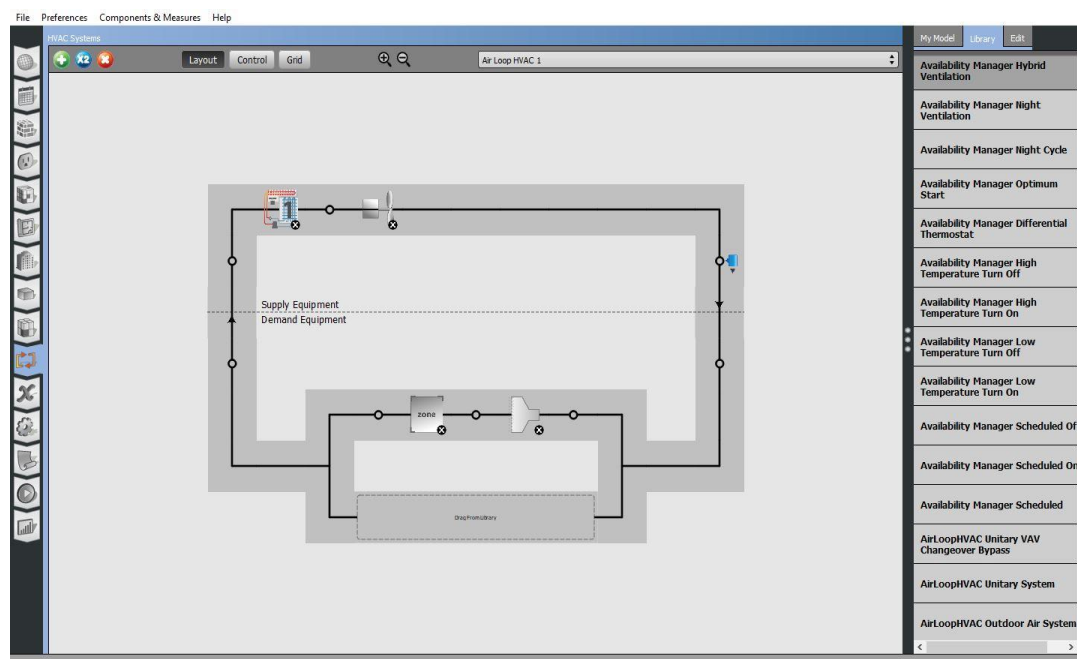 File Preferences Components & Measures Help
HVAC Systems
My Model Library Edit
X2
Layout Control Grid
Air Loop HVAC 1
Availability Manager Hybrid
Ventilation
Availability Manager Night
Ventilation
Availability Manager Night Cycle
Availability Manager Optimum
Start
Availability Manager Differential
Thermostat
Availability Manager High
Temperature Turn Off
Availability Manager High
Temperature Turn On
Availability Manager Low
Temperature Turn Off
Availability Manager Low
Temperature Turn On
Availability Manager Scheduled Of
Availability Manager Scheduled On
Availability Manager Scheduled
AirLoopHVAC Unitary VAV
Changeover Bypass
AirLoopHVAC Unitary System
AirLoopHVAC Outdoor Air System
1
Supply Equipment
Demand Equipment
zone
Drag From Library